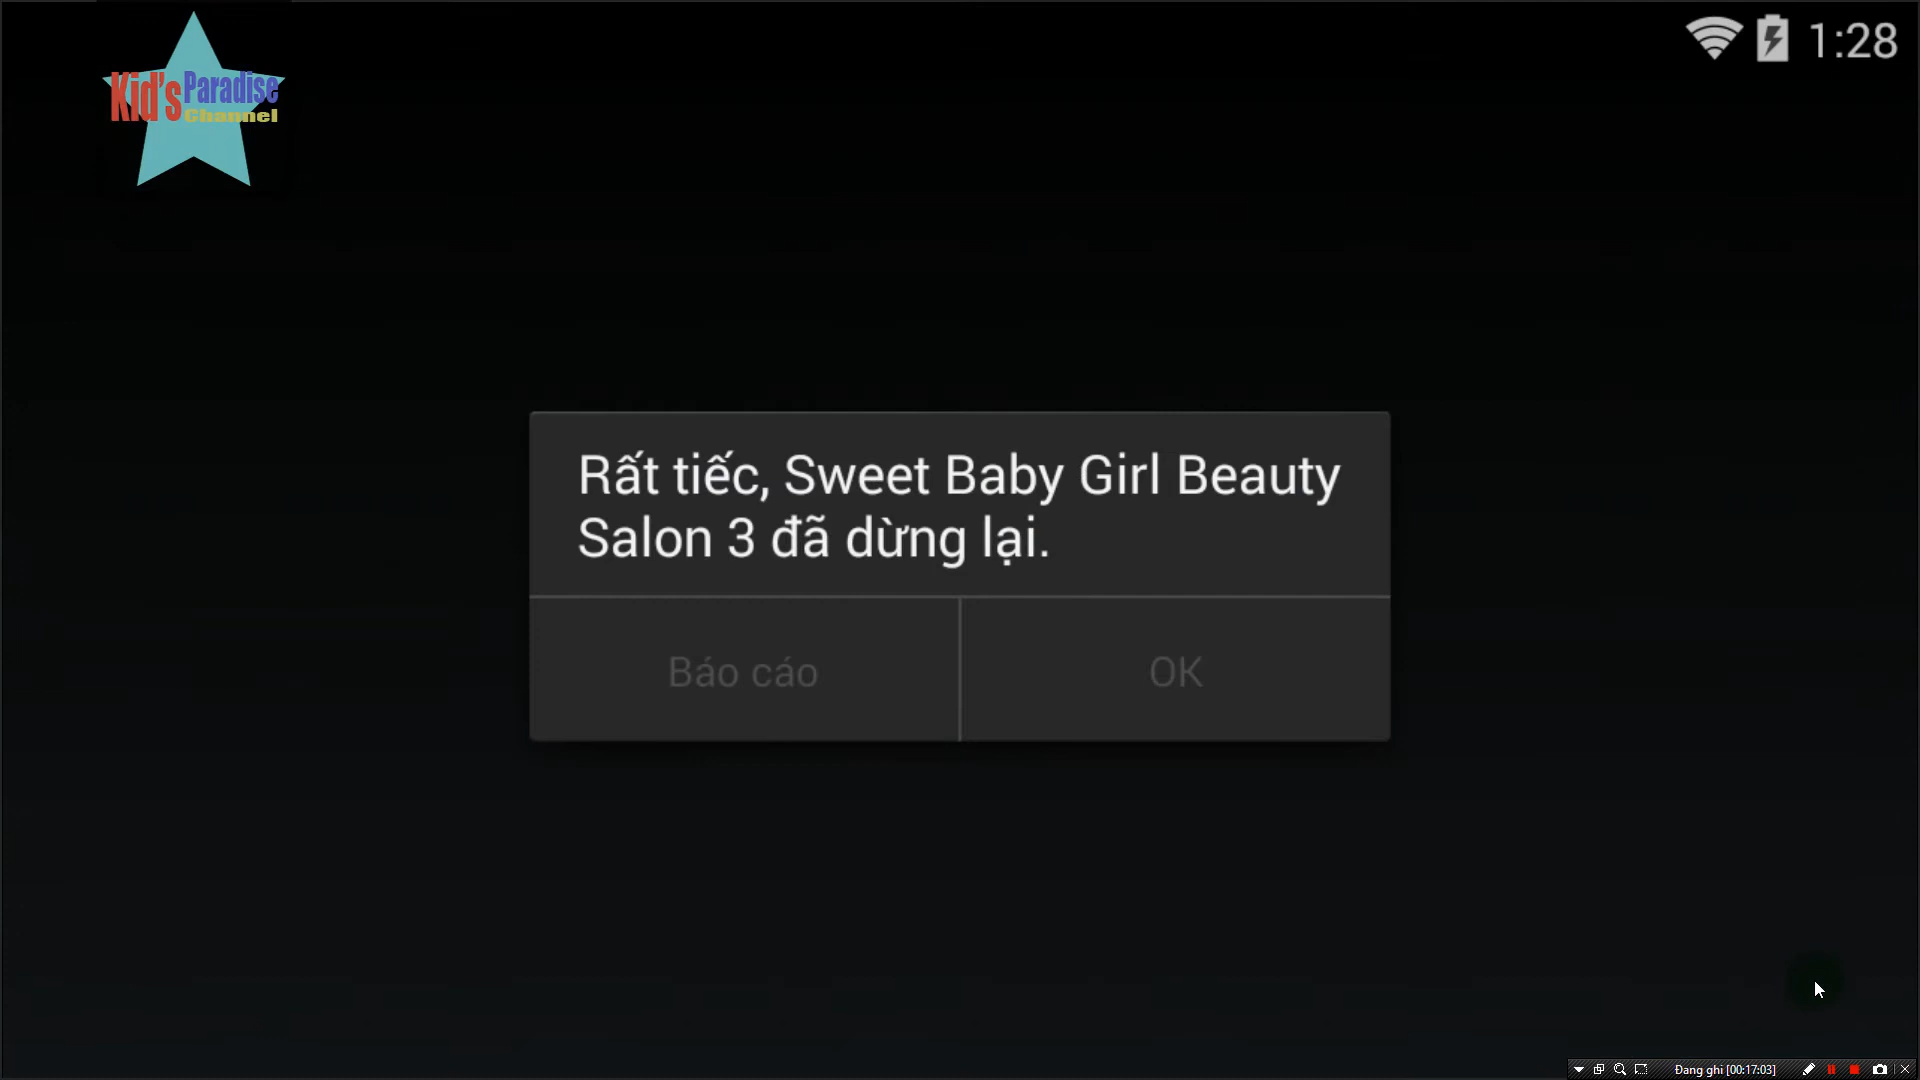 Kid's Paradise
Channel
1:28
Rất tiếc, Sweet Baby Girl Beauty
Salon 3 đã dừng lại.
Báo cáo
OK
Đang ghi [00:17:03]